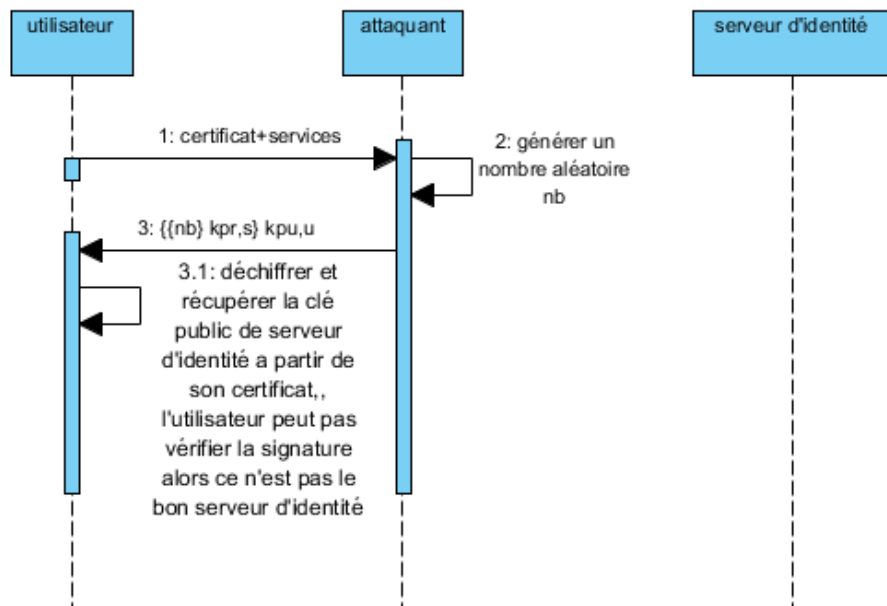 utilisateur
attaquant
serveur d'identité
1: certificat+services
2: générer un
nombre aléatoire
nb
3: {{nb} kpr,s} kpu,u
3.1: déchiffrer et
récupérer la clé
public de serveur
d'identité a partir de
son certificat,,
l'utilisateur peut pas
vérifier la signature
alors ce n'est pas le
bon serveur d'identité